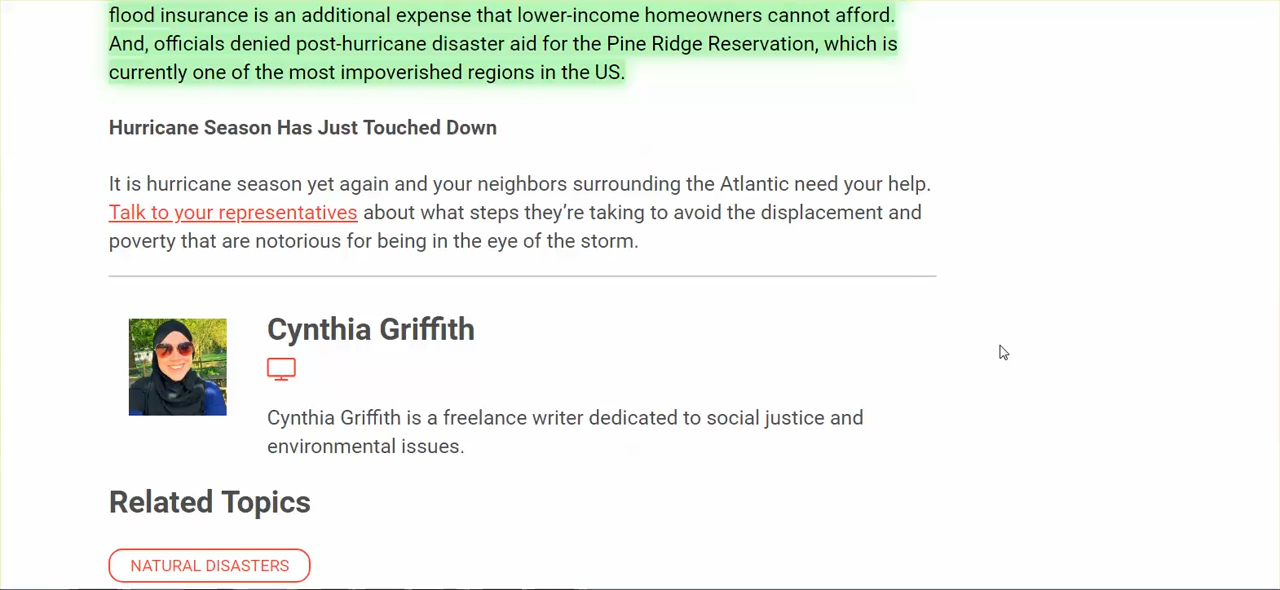 flood insurance is an additional expense that lower-income homeowners cannot afford.
And, officials denied post-hurricane disaster aid for the Pine Ridge Reservation, which is
currently one of the most impoverished regions in the US.
Hurricane Season Has Just Touched Down
It is hurricane season yet again and your neighbors surrounding the Atlantic need your help.
Talk to your representatives about what steps they’re taking to avoid the displacement and
poverty that are notorious for being in the eye of the storm.
Cynthia Griffith
Cynthia Griffith is a freelance writer dedicated to social justice and
environmental issues.
Related Topics
NATURAL DISASTERS